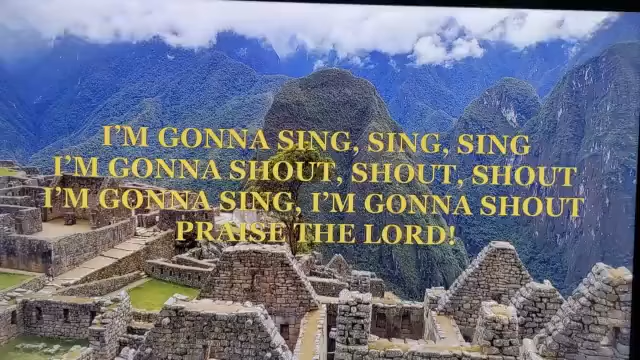 I'M GONNA SING, SING, SING
I'M GONNA SHOUT, SHOUT, SHOUT
I'M GONNA SING, I'M GONNA SHOUT
PRAISE THE LORD!